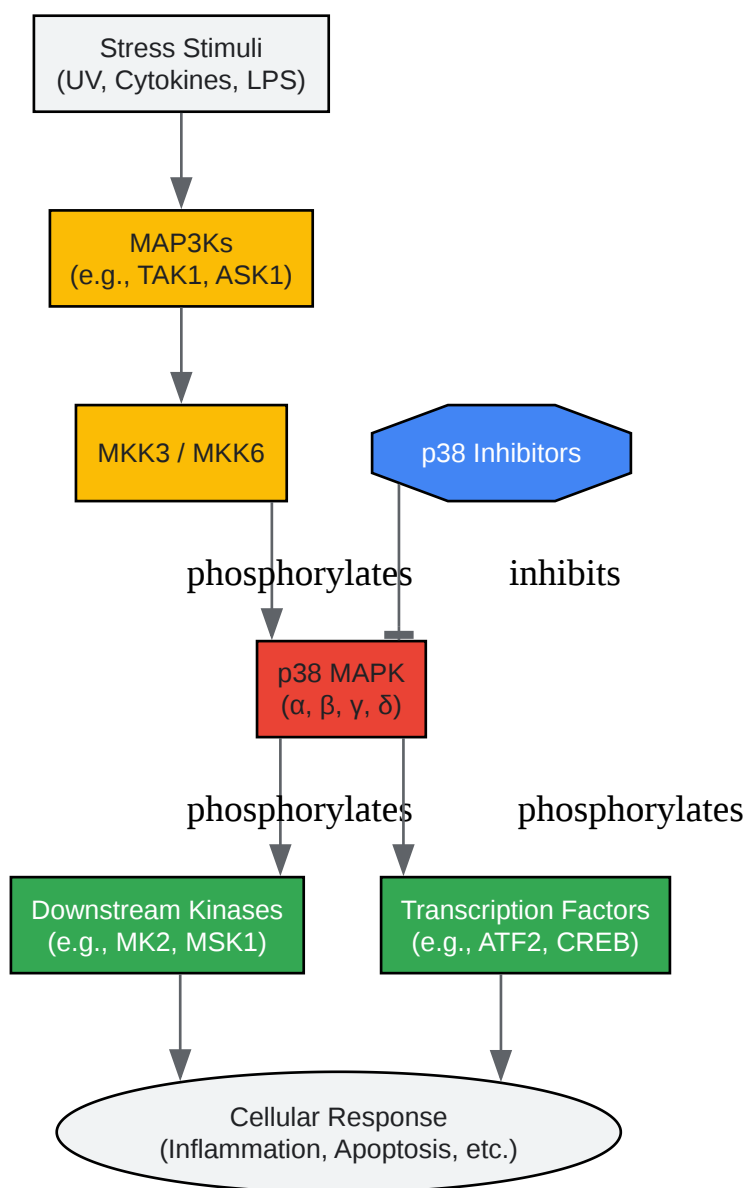 Stress Stimuli
(UV, Cytokines, LPS)
MAP3Ks
(e.g., TAK1, ASK1)
MKK3 / MKK6
p38 Inhibitors
phosphorylates
inhibits
p38 MAPK
(α, β, γ, δ)
phosphorylates
phosphorylates
Downstream Kinases
(e.g., MK2, MSK1)
Transcription Factors
(e.g., ATF2, CREB)
Cellular Response
(Inflammation, Apoptosis, etc.)